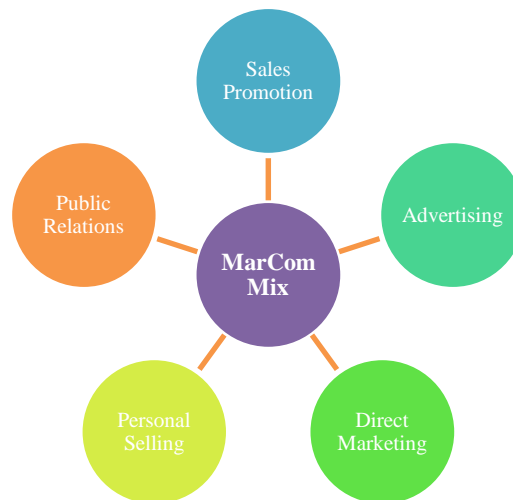 Sales
Promotion
Public
Relations
Advertising
MarCom
Mix
Personal
Selling
Direct
Marketing